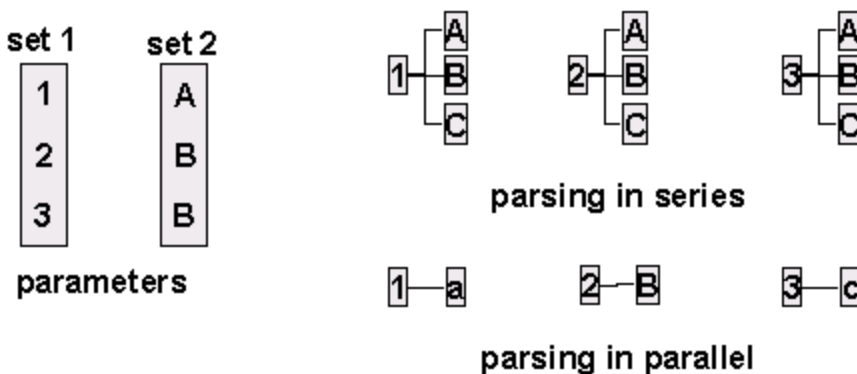 set 1 set 2
1 A
2 B
3 B
parameters
1 A B C
2 A B C
3 A B C
parsing in series
1 a 2 B 3 c
parsing in parallel